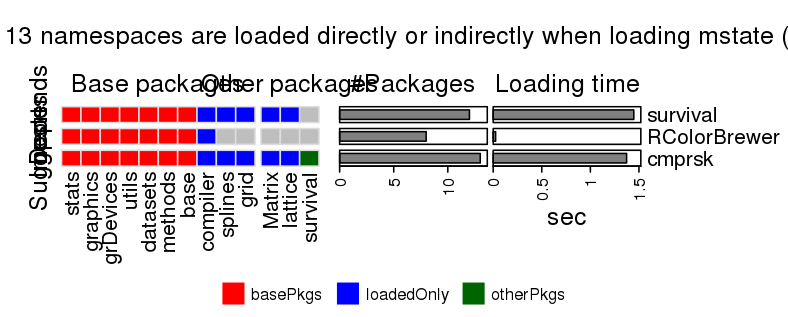 13 namespaces are loaded directly or indirectly when loading mstate (
Base packages
Other packages
#Packages
Loading time
Depends
Suggests
survival
RColorBrewer
cmprsk
0
5
10
0
0.5
1
1.5
sec
stats
graphics
grDevices
utils
datasets
methods
base
compiler
splines
grid
Matrix
lattice
survival
basePkgs
loadedOnly
otherPkgs